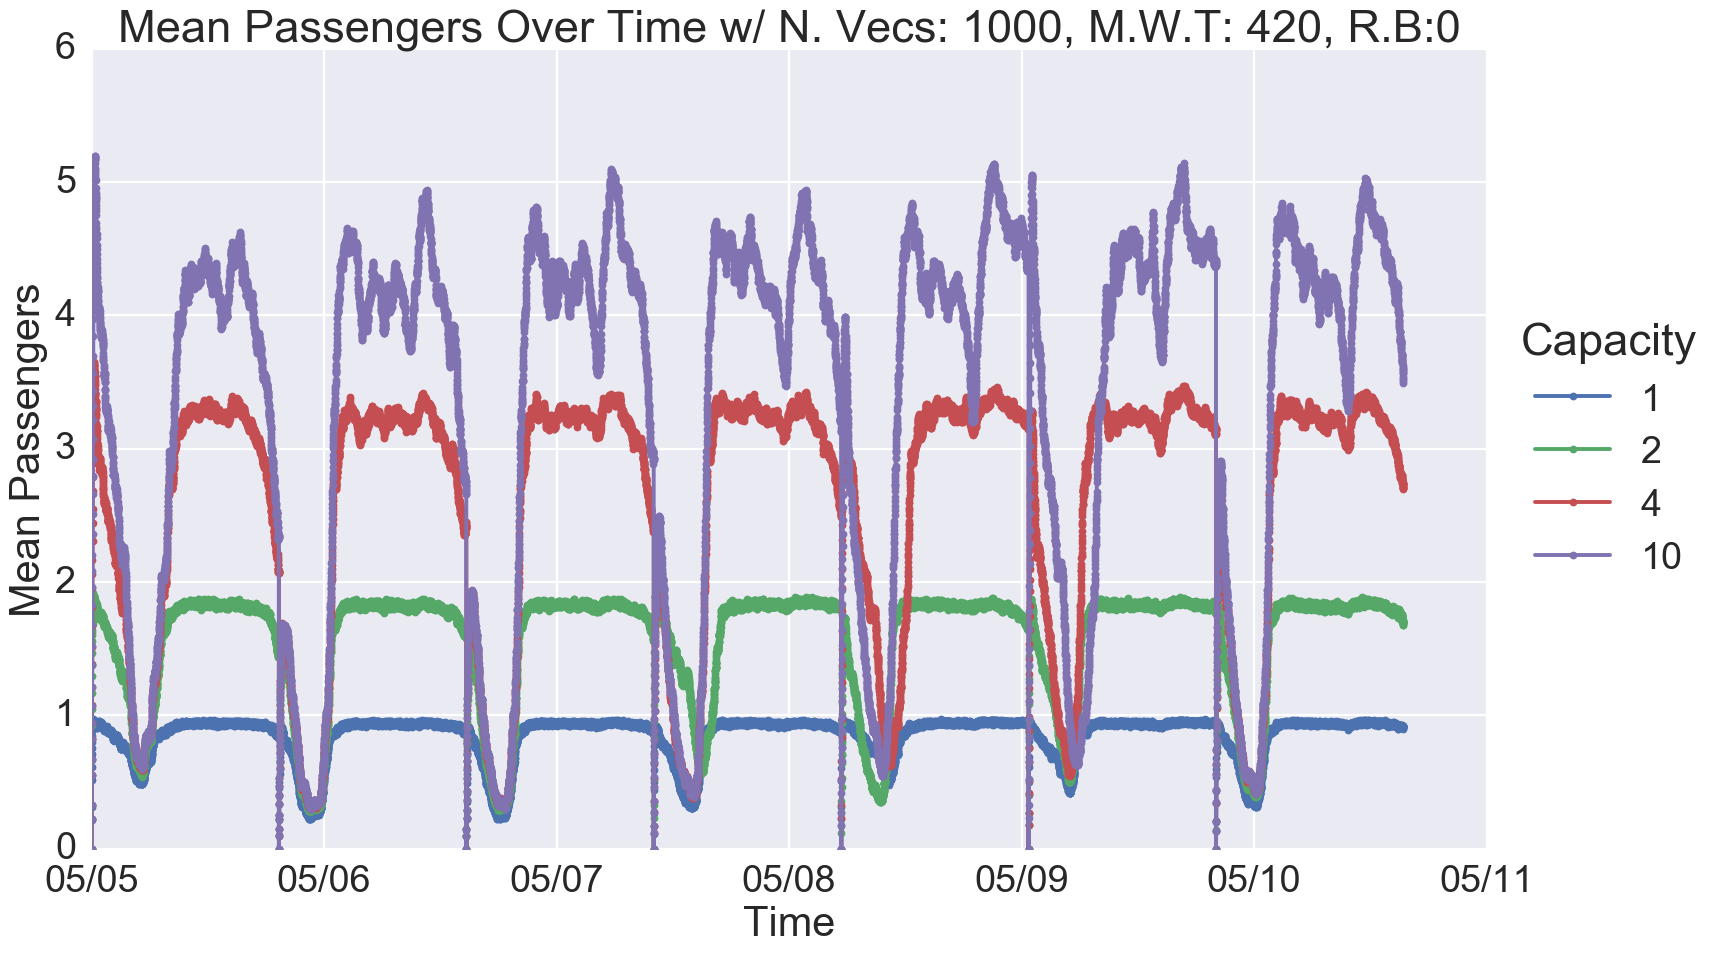 Mean Passengers Over Time w/ N. Vecs: 1000, M.W.T: 420, R.B:0
Mean Passengers
6
5
4
3
2
1
0
05/05 05/06 05/07 05/08 05/09 05/10 05/11
Time
Capacity
1
2
4
10